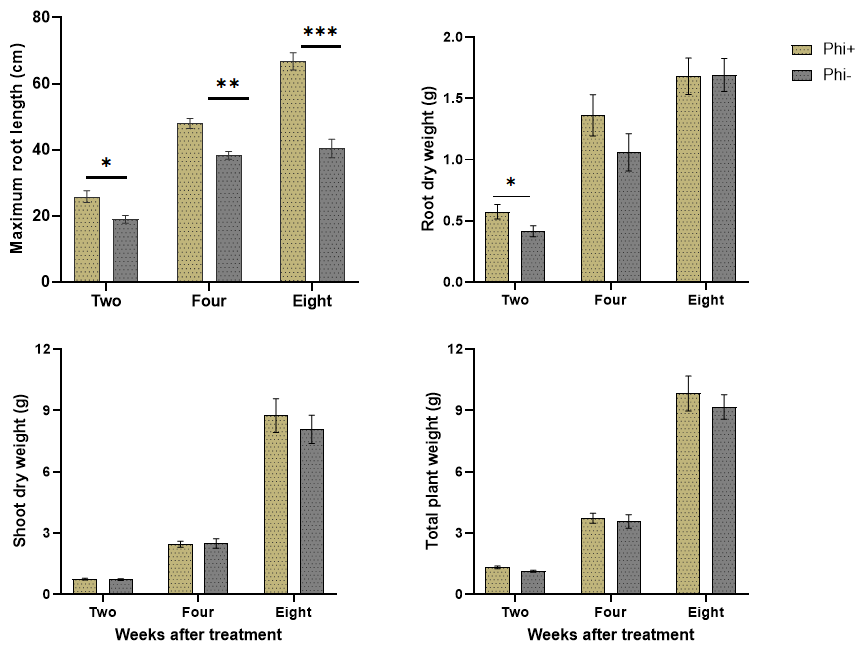 Maximum root length (cm)
80
60
40
20
0
*
**
***
Two Four Eight
Root dry weight (g)
2.0
1.5
1.0
0.5
0.0
*
Two Four Eight
Phi+
Phi-
Shoot dry weight (g)
12
9
6
3
0
Two Four Eight
Weeks after treatment
Total plant weight (g)
12
9
6
3
0
Two Four Eight
Weeks after treatment